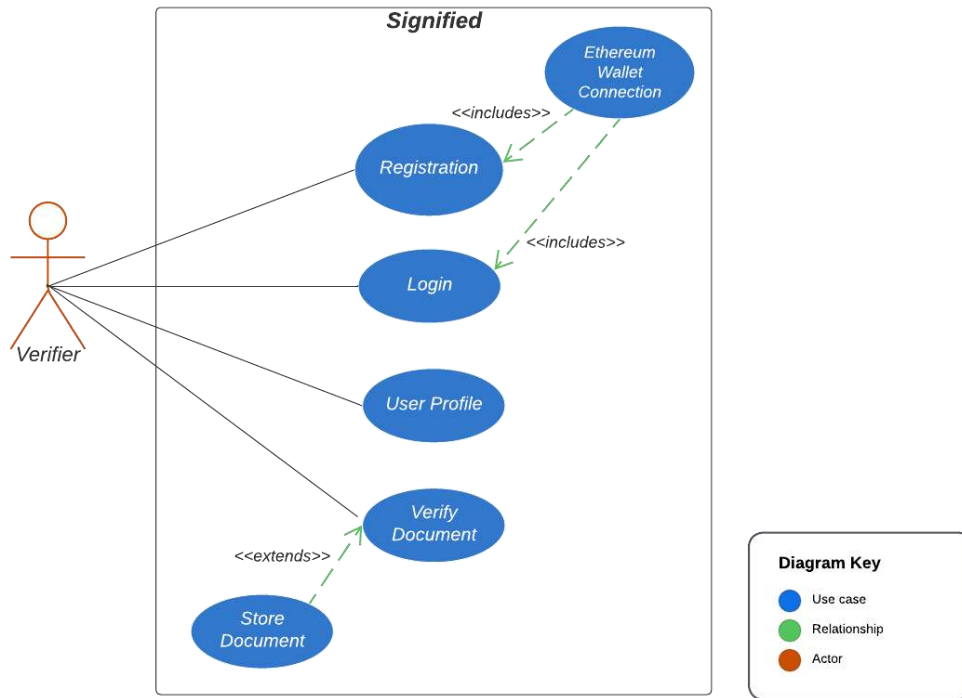 Signified
Ethereum
Wallet
Connection
<<includes>>
Registration
<<includes>>
Login
Verifier
User Profile
Verify
Document
<<extends>>
Store
Document
Diagram Key
Use case
Relationship
Actor